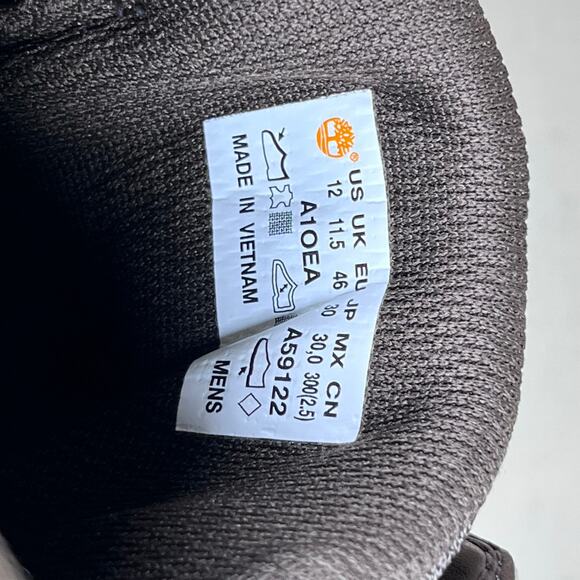 US UK EU JP MX CN
12 11.5 46 30 30,0 300(2.5)
A1OEA A59122
MADE IN VIETNAM MENS